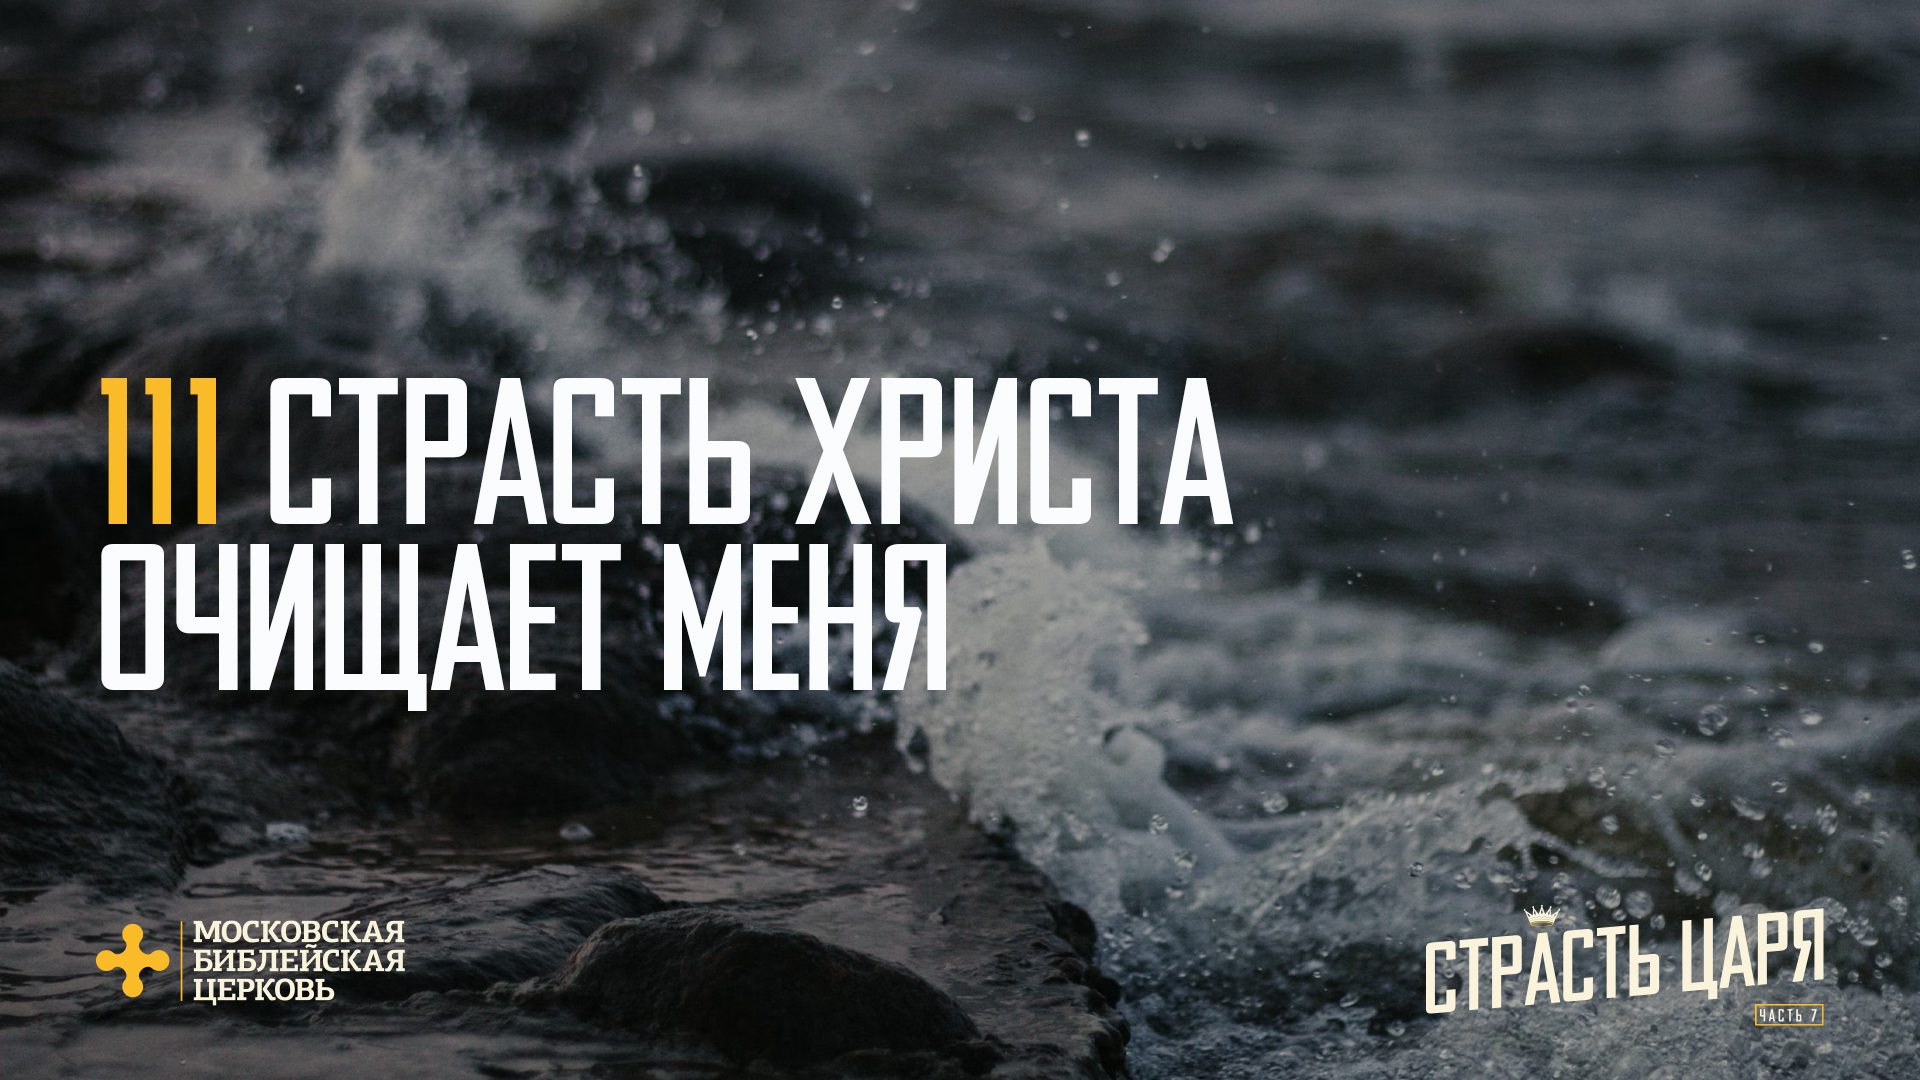 111 СТРАСТЬ ХРИСТА
ОЧИЩАЕТ МЕНЯ
МОСКОВСКАЯ
БИБЛЕЙСКАЯ
ЦЕРКОВЬ
СТРАСТЬ ЦАРЯ
ЧАСТЬ 7